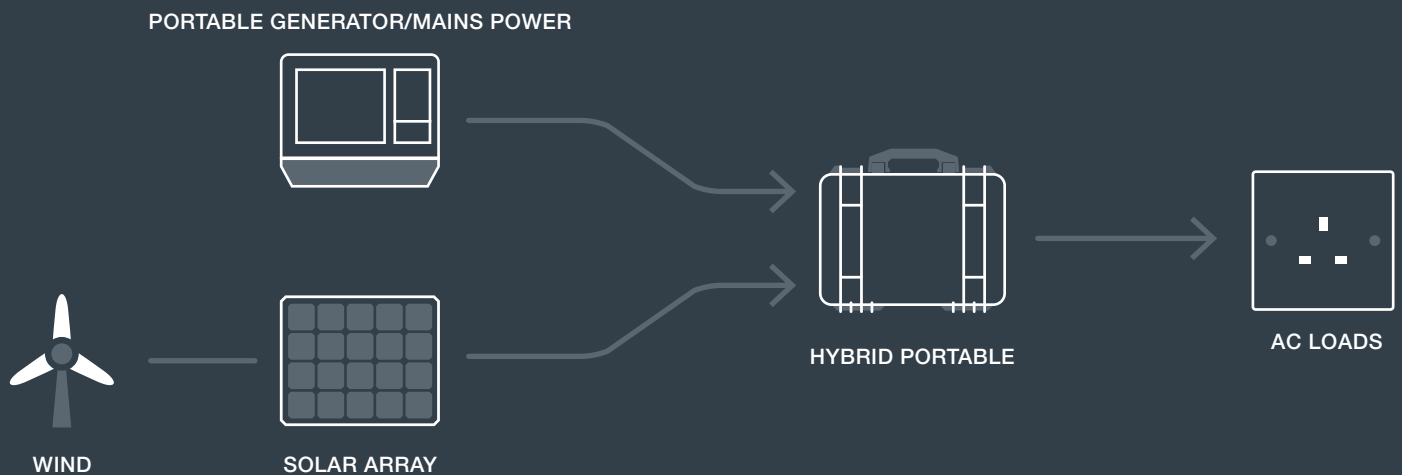 PORTABLE GENERATOR/MAINS POWER
HYBRID PORTABLE
AC LOADS
WIND
SOLAR ARRAY